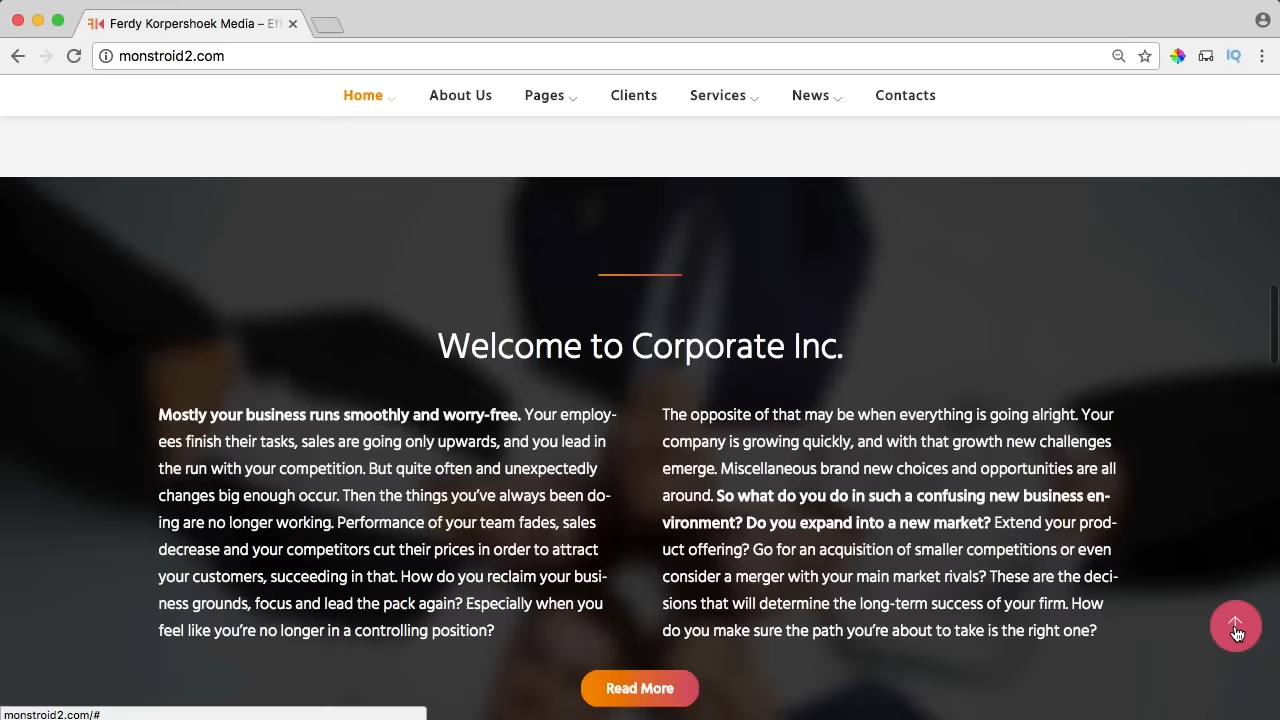 Ferdy Korpershoek Media – Eff
monstroid2.com
IQ
Home About Us Pages Clients Services News Contacts
Welcome to Corporate Inc.
Mostly your business runs smoothly and worry-free. Your employ-
ees finish their tasks, sales are going only upwards, and you lead in
the run with your competition. But quite often and unexpectedly
changes big enough occur. Then the things you’ve always been do-
ing are no longer working. Performance of your team fades, sales
decrease and your competitors cut their prices in order to attract
your customers, succeeding in that. How do you reclaim your busi-
ness grounds, focus and lead the pack again? Especially when you
feel like you’re no longer in a controlling position?
The opposite of that may be when everything is going alright. Your
company is growing quickly, and with that growth new challenges
emerge. Miscellaneous brand new choices and opportunities are all
around. So what do you do in such a confusing new business en-
vironment? Do you expand into a new market? Extend your prod-
uct offering? Go for an acquisition of smaller competitions or even
consider a merger with your main market rivals? These are the deci-
sions that will determine the long-term success of your firm. How
do you make sure the path you’re about to take is the right one?
Read More
monstroid2.com/#